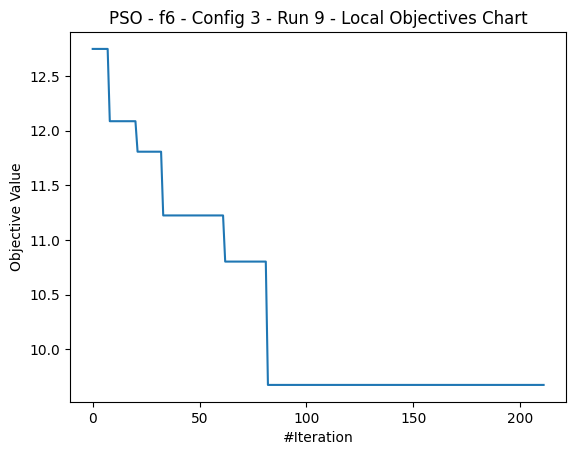 PSO - f6 - Config 3 - Run 9 - Local Objectives Chart
12.5
12.0
11.5
11.0
10.5
10.0
Objective Value
0 50 100 150 200
#Iteration